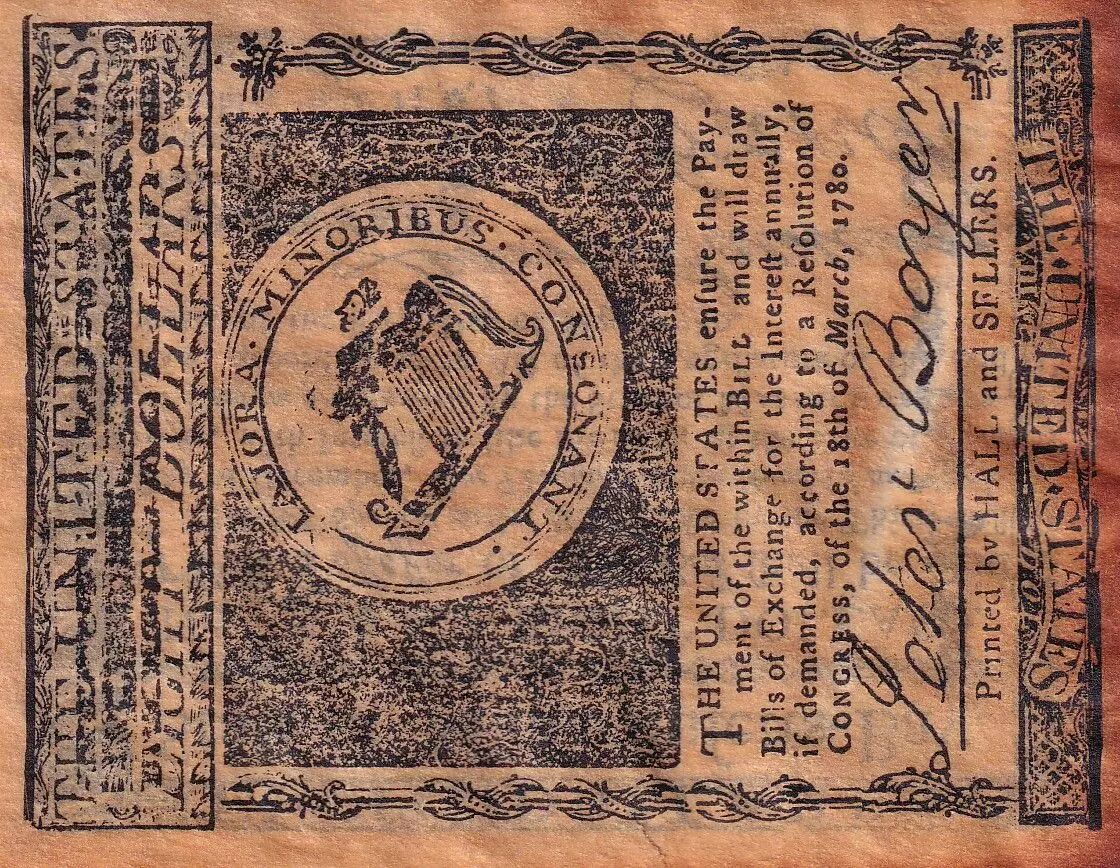 THE UNITED STATES
EIGHT DOLLARS
MAJORA · MINORIBUS · CONSONANT ·
THE UNITED STATES enſure the Pay-
ment of the within BILL and will draw
Bills of Exchange for the Intereſt annually,
if demanded, according to a Reſolution of
CONGRESS, of the 18th of March, 1780.
Boyer
Printed by HALL and SELLERS.
THE UNITED STATES